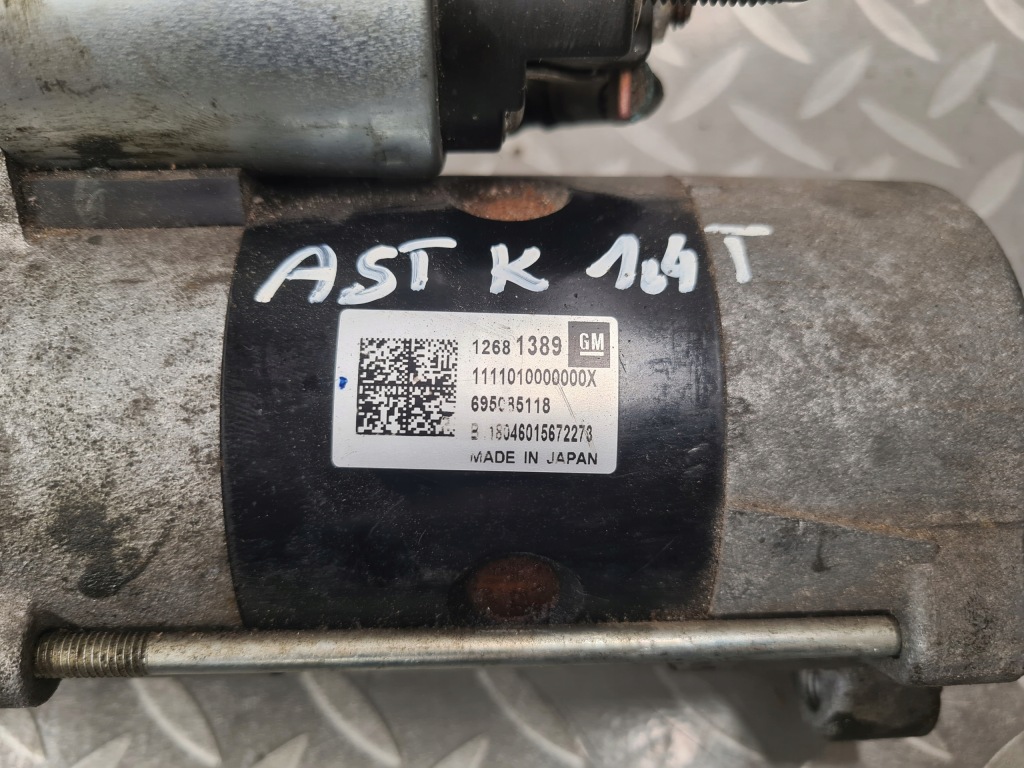 AST K 1.4T
1268 1389 GM
1111010000000X
695085118
18046015672273
MADE IN JAPAN